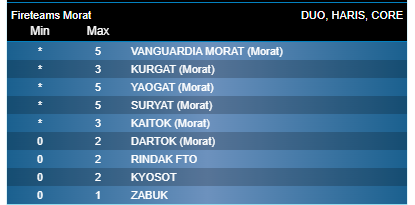 Fireteams Morat DUO, HARIS, CORE
Min Max
* 5 VANGUARDIA MORAT (Morat)
* 3 KURGAT (Morat)
* 5 YAOGAT (Morat)
* 5 SURYAT (Morat)
* 3 KAITOK (Morat)
0 2 DARTOK (Morat)
0 2 RINDAK FTO
0 2 KYOSOT
0 1 ZABUK